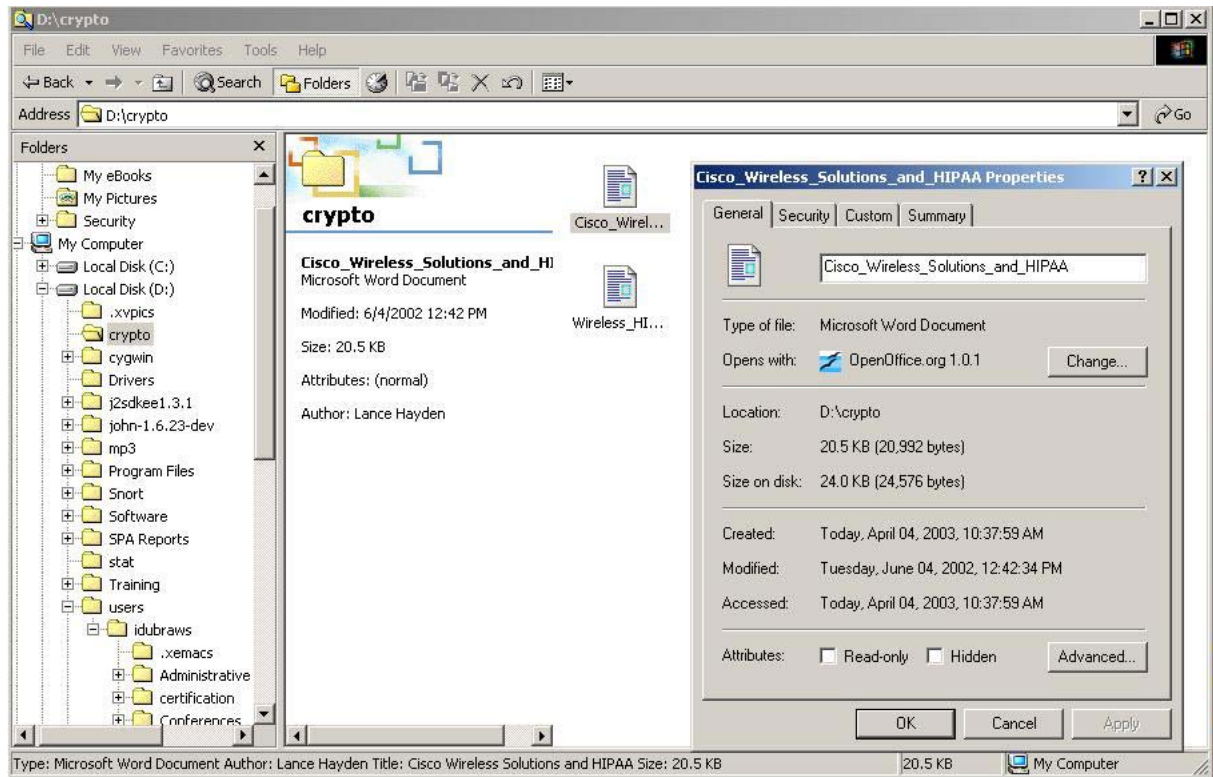 D:\crypto
File Edit View Favorites Tools Help
Back Search Folders
Address D:\crypto Go
Folders
My eBooks
My Pictures
Security
My Computer
Local Disk (C:)
Local Disk (D:)
.xvpics
crypto
cygwin
Drivers
j2sdkee1.3.1
john-1.6.23-dev
mp3
Program Files
Snort
Software
SPA Reports
stat
Training
users
idubraws
.xemacs
Administrative
certification
Conferences
crypto
Cisco_Wireless_Solutions_and_HI
Microsoft Word Document
Modified: 6/4/2002 12:42 PM
Size: 20.5 KB
Attributes: (normal)
Author: Lance Hayden
Cisco_Wirel...
Wireless_HI...
Cisco_Wireless_Solutions_and_HIPAA Properties
General Security Custom Summary
Cisco_Wireless_Solutions_and_HIPAA
Type of file: Microsoft Word Document
Opens with: OpenOffice.org 1.0.1 Change...
Location: D:\crypto
Size: 20.5 KB (20,992 bytes)
Size on disk: 24.0 KB (24,576 bytes)
Created: Today, April 04, 2003, 10:37:59 AM
Modified: Tuesday, June 04, 2002, 12:42:34 PM
Accessed: Today, April 04, 2003, 10:37:59 AM
Attributes: Read-only Hidden Advanced...
OK Cancel Apply
Type: Microsoft Word Document Author: Lance Hayden Title: Cisco Wireless Solutions and HIPAA Size: 20.5 KB 20.5 KB My Computer